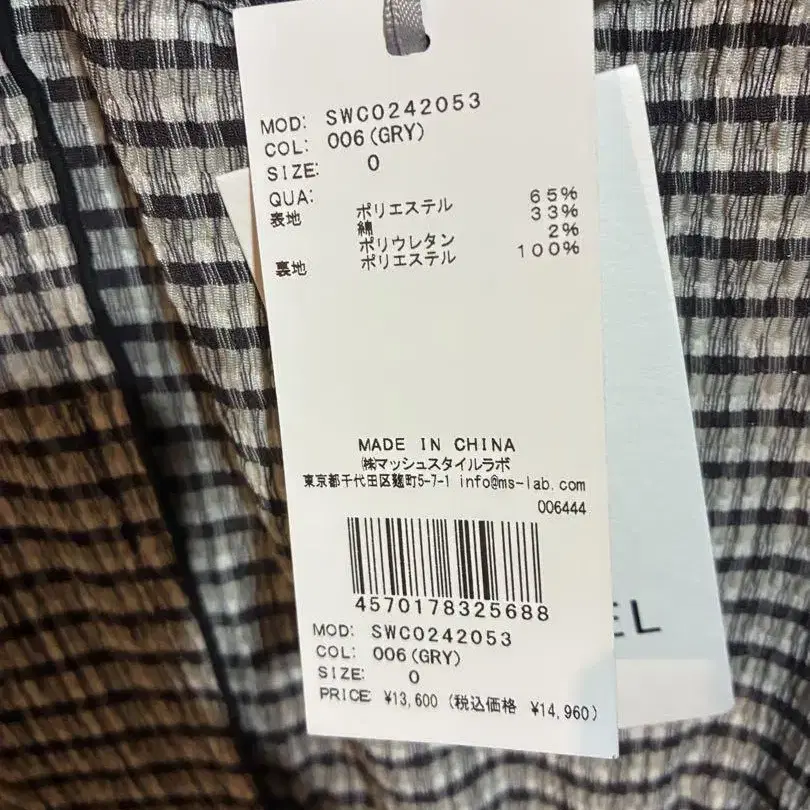 MOD: SWCO242053
COL: 006(GRY)
SIZE: 0
QUA:
表地 ポリエステル 65%
綿 33%
ポリウレタン 2%
裏地 ポリエステル 100%
MADE IN CHINA
㈱マッシュスタイルラボ
東京都千代田区麹町5-7-1 info@ms-lab.com
006444
4570178325688
MOD: SWCO242053
COL: 006(GRY)
SIZE: 0
PRICE: ¥13,600 (税込価格 ¥14,960)
EL